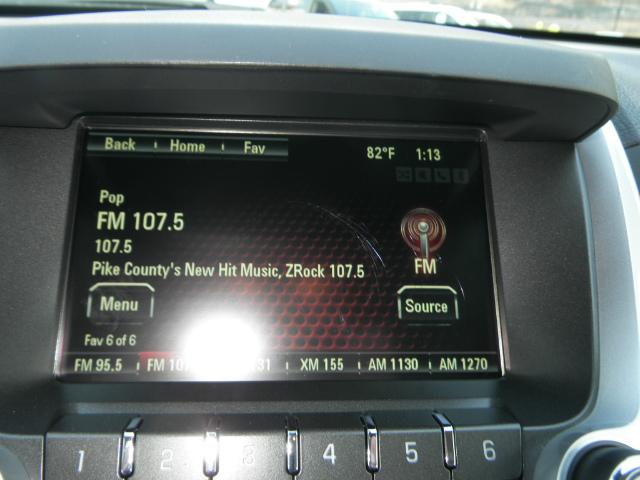 Back Home Fav 82°F 1:13
Pop
FM 107.5
107.5
Pike County's New Hit Music, ZRock 107.5
FM
Menu Source
Fav 6 of 6
FM 95.5 XM 155 AM 1130 AM 1270
1 2 3 4 5 6